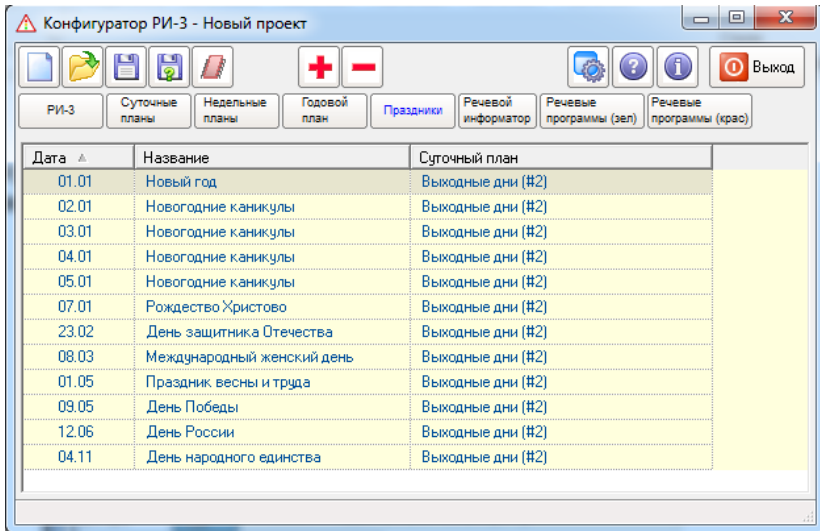 Конфигуратор РИ-3 - Новый проект
Выход
РИ-3
Суточные планы
Недельные планы
Годовой план
Праздники
Речевой информатор
Речевые программы (зел)
Речевые программы (крас)
Дата Название Суточный план
01.01 Новый год Выходные дни (#2)
02.01 Новогодние каникулы Выходные дни (#2)
03.01 Новогодние каникулы Выходные дни (#2)
04.01 Новогодние каникулы Выходные дни (#2)
05.01 Новогодние каникулы Выходные дни (#2)
07.01 Рождество Христово Выходные дни (#2)
23.02 День защитника Отечества Выходные дни (#2)
08.03 Международный женский день Выходные дни (#2)
01.05 Праздник весны и труда Выходные дни (#2)
09.05 День Победы Выходные дни (#2)
12.06 День России Выходные дни (#2)
04.11 День народного единства Выходные дни (#2)